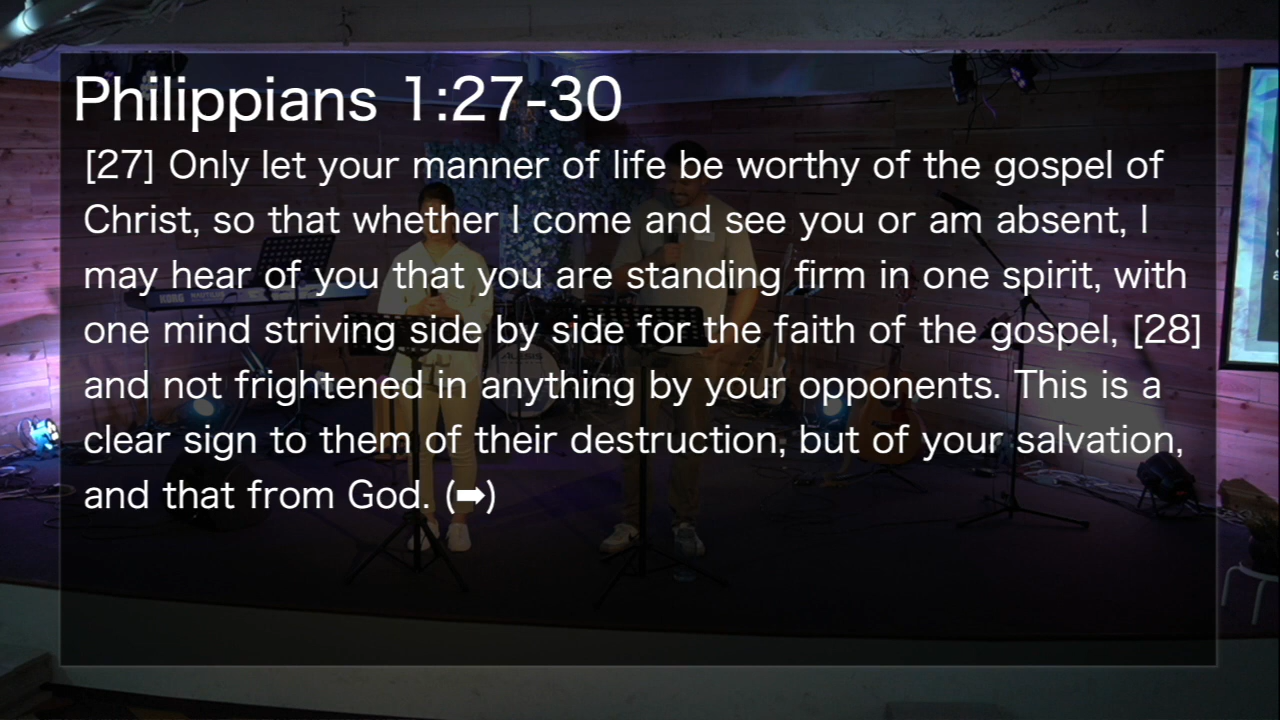 Philippians 1:27-30
[27] Only let your manner of life be worthy of the gospel of
Christ, so that whether I come and see you or am absent, I
may hear of you that you are standing firm in one spirit, with
one mind striving side by side for the faith of the gospel, [28]
and not frightened in anything by your opponents. This is a
clear sign to them of their destruction, but of your salvation,
and that from God. (➡)
KORG
ALESIS